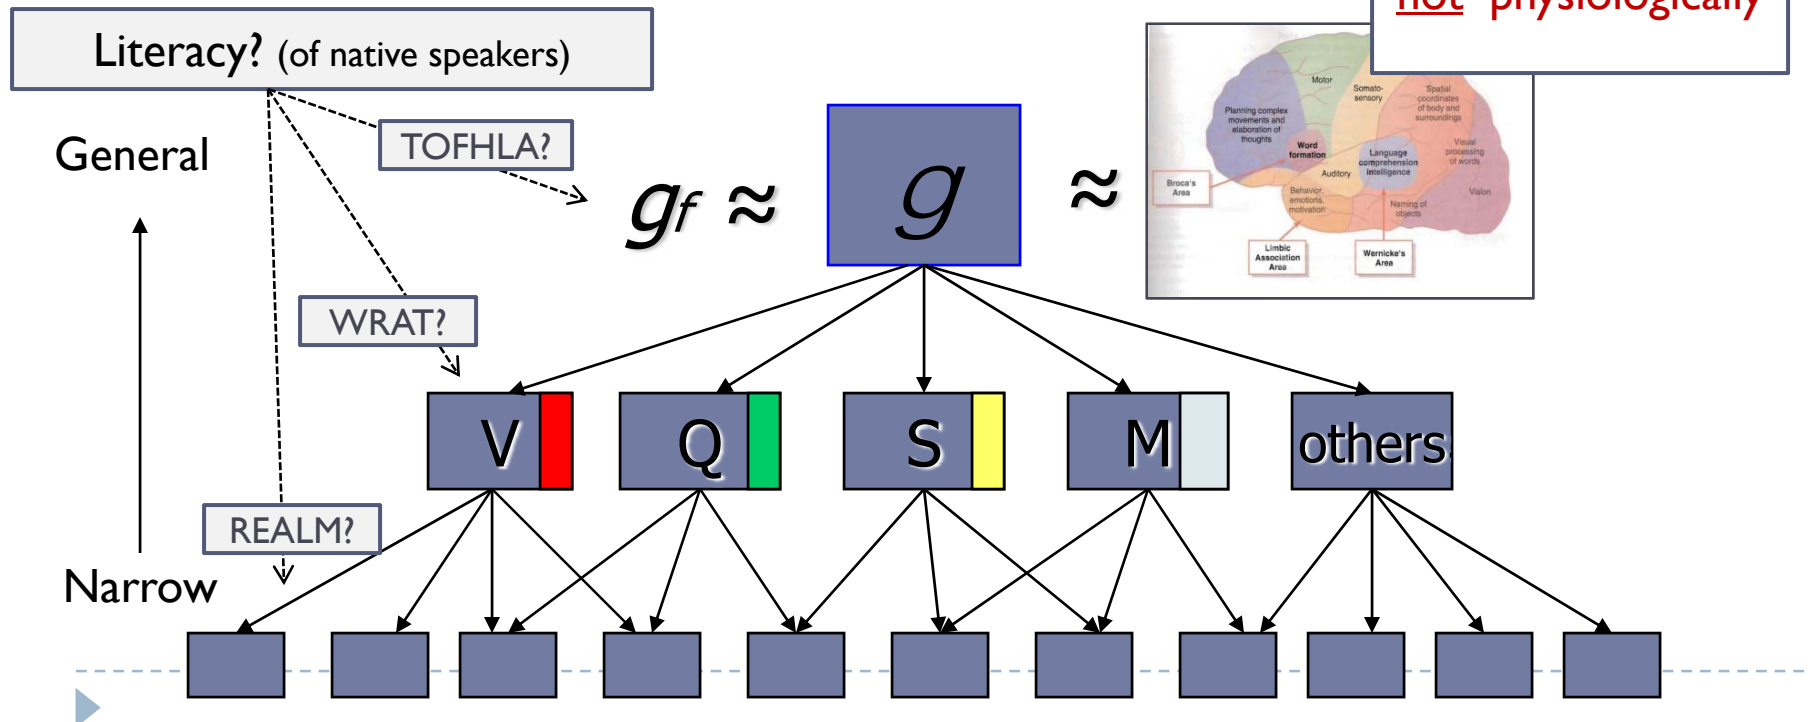 not physiologically
Literacy? (of native speakers)
General
TOFHLA?
gf ≈ g ≈
Motor
Somato-
sensory
Spatial
coordinates
of body and
surroundings
Planning complex
movements and
elaboration of
thoughts
Word
formation
Language
comprehension
Intelligence
Visual
processing
of words
Auditory
Vision
Broca's
Area
Behavior,
emotions,
motivation
Naming of
objects
Limbic
Association
Area
Wernicke's
Area
WRAT?
V Q S M others
REALM?
Narrow